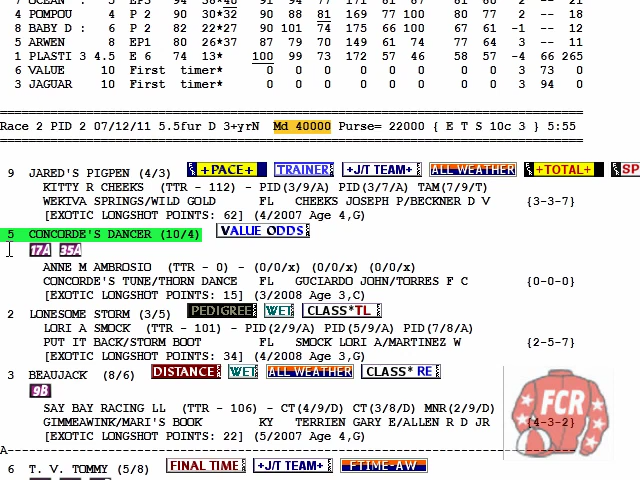 5 ARWEN 8 EP1 80 26*37 87 79 70 149 61 74 77 64 3 -- 11
8 BABY D : 6 P 2 82 22*27 90 101 74 175 66 100 67 61 -1 -- 12
4 POMPOU 4 P 2 90 30*32 90 88 81 169 77 100 80 77 2 -- 18
1 PLASTI 3 4.5 E 6 74 13* 100 99 73 172 57 46 58 57 -4 66 265
6 VALUE 10 First timer* 0 0 0 0 0 0 0 0 3 73 0
3 JAGUAR 10 First timer* 0 0 0 0 0 0 0 0 3 94 0
Race 2 PID 2 07/12/11 5.5fur D 3+yrN Md 40000 Purse= 22000 { E T S 10c 3 } 5:55
9 JARED'S PIGPEN (4/3) +PACE+ TRAINER +J/T TEAM+ ALL WEATHER +TOTAL+ SP
KITTY R CHEEKS (TTR - 112) - PID(3/9/A) PID(3/7/A) TAM(7/9/T)
WEKIVA SPRINGS/WILD GOLD FL CHEEKS JOSEPH P/BECKNER D V {3-3-7}
[EXOTIC LONGSHOT POINTS: 62] (4/2007 Age 4,G)
5 CONCORDE'S DANCER (10/4) VALUE ODDS
17A 35A
ANNE M AMBROSIO (TTR - 0) - (0/0/x) (0/0/x) (0/0/x)
CONCORDE'S TUNE/THORN DANCE FL GUCIARDO JOHN/TORRES F C {0-0-0}
[EXOTIC LONGSHOT POINTS: 15] (3/2008 Age 3,C)
2 LONESOME STORM (3/5) PEDIGREE WET CLASS*TL
LORI A SMOCK (TTR - 101) - PID(2/9/A) PID(5/9/A) PID(7/8/A)
PUT IT BACK/STORM BOOT FL SMOCK LORI A/MARTINEZ W {2-5-7}
[EXOTIC LONGSHOT POINTS: 34] (4/2008 Age 3,G)
3 BEAUJACK (8/6) DISTANCE WET ALL WEATHER CLASS* RE
9B
SAY BAY RACING LL (TTR - 106) - CT(4/9/D) CT(3/8/D) MNR(2/9/D)
GIMMEAWINK/MARI'S BOOK KY TERRIEN GARY E/ALLEN R D JR {4-3-2}
[EXOTIC LONGSHOT POINTS: 22] (5/2007 Age 4,G)
FCR
A
6 T. V. TOMMY (5/8) FINAL TIME +J/T TEAM+ FTIME-AW